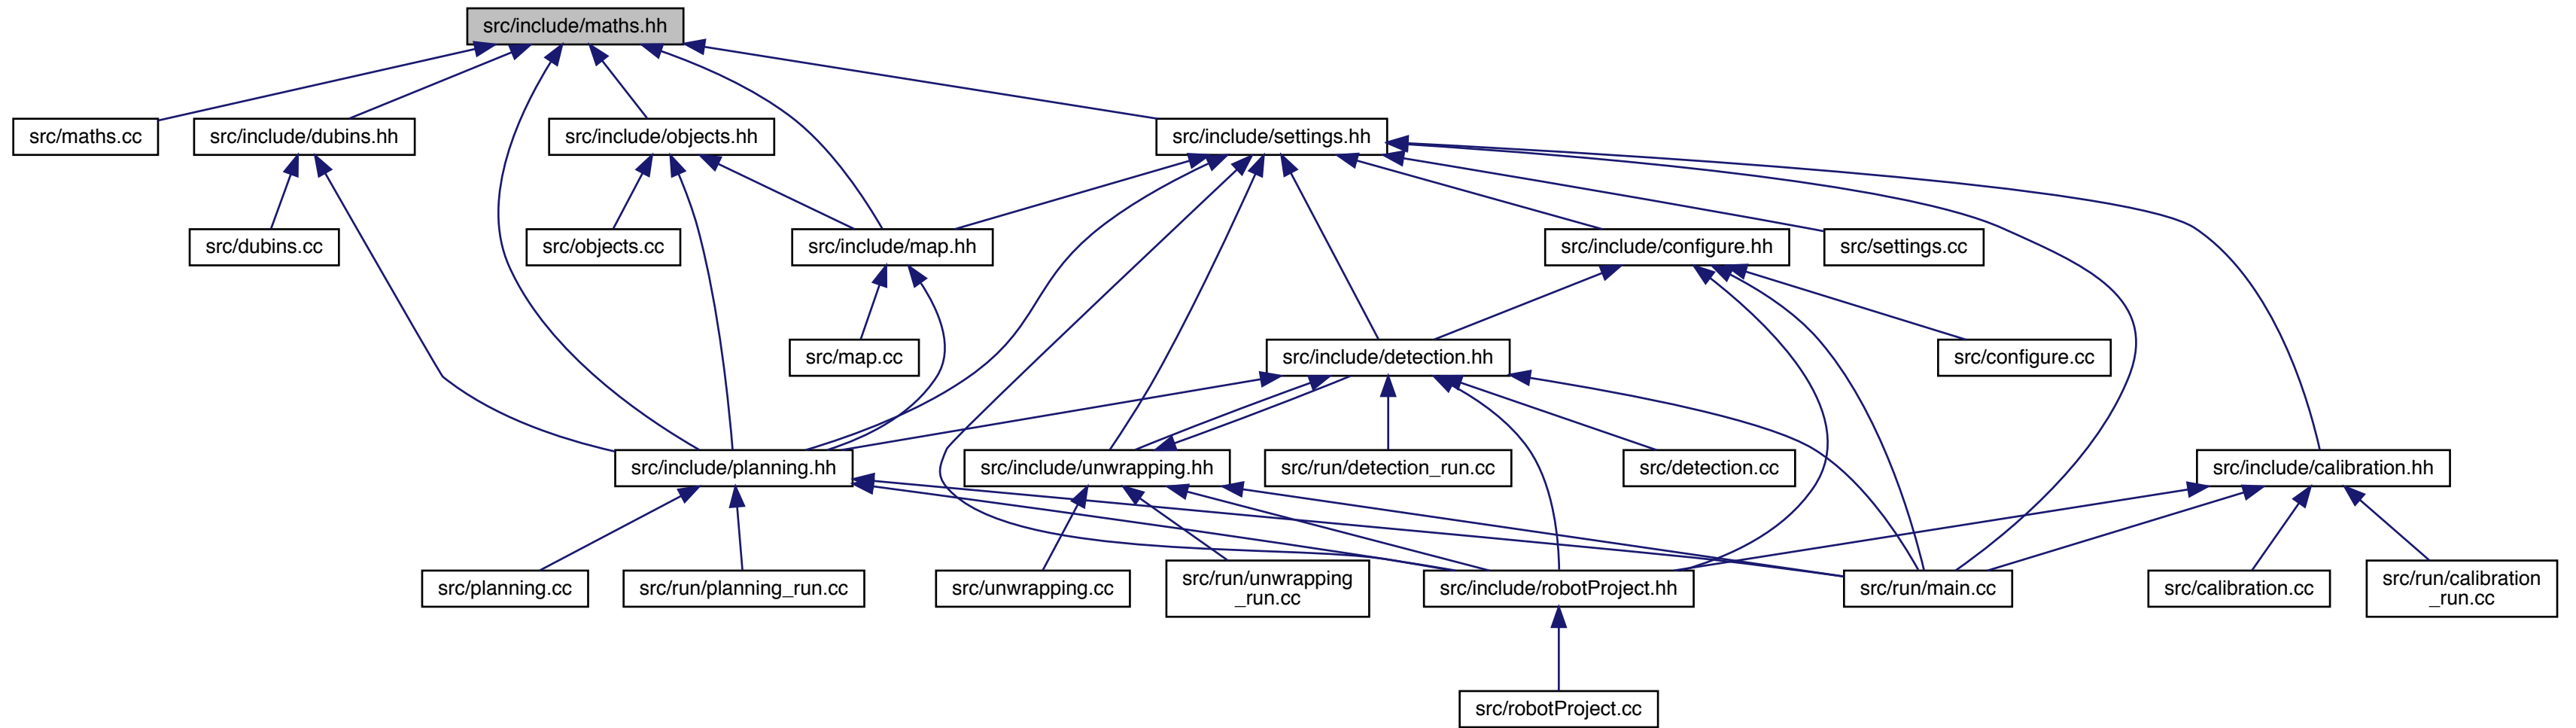 src/include/maths.hh
src/maths.cc
src/include/dubins.hh
src/include/objects.hh
src/include/settings.hh
src/dubins.cc
src/objects.cc
src/include/map.hh
src/include/configure.hh
src/settings.cc
src/map.cc
src/include/detection.hh
src/configure.cc
src/include/planning.hh
src/include/unwrapping.hh
src/run/detection_run.cc
src/detection.cc
src/include/calibration.hh
src/planning.cc
src/run/planning_run.cc
src/unwrapping.cc
src/run/unwrapping
_run.cc
src/include/robotProject.hh
src/run/main.cc
src/calibration.cc
src/run/calibration
_run.cc
src/robotProject.cc